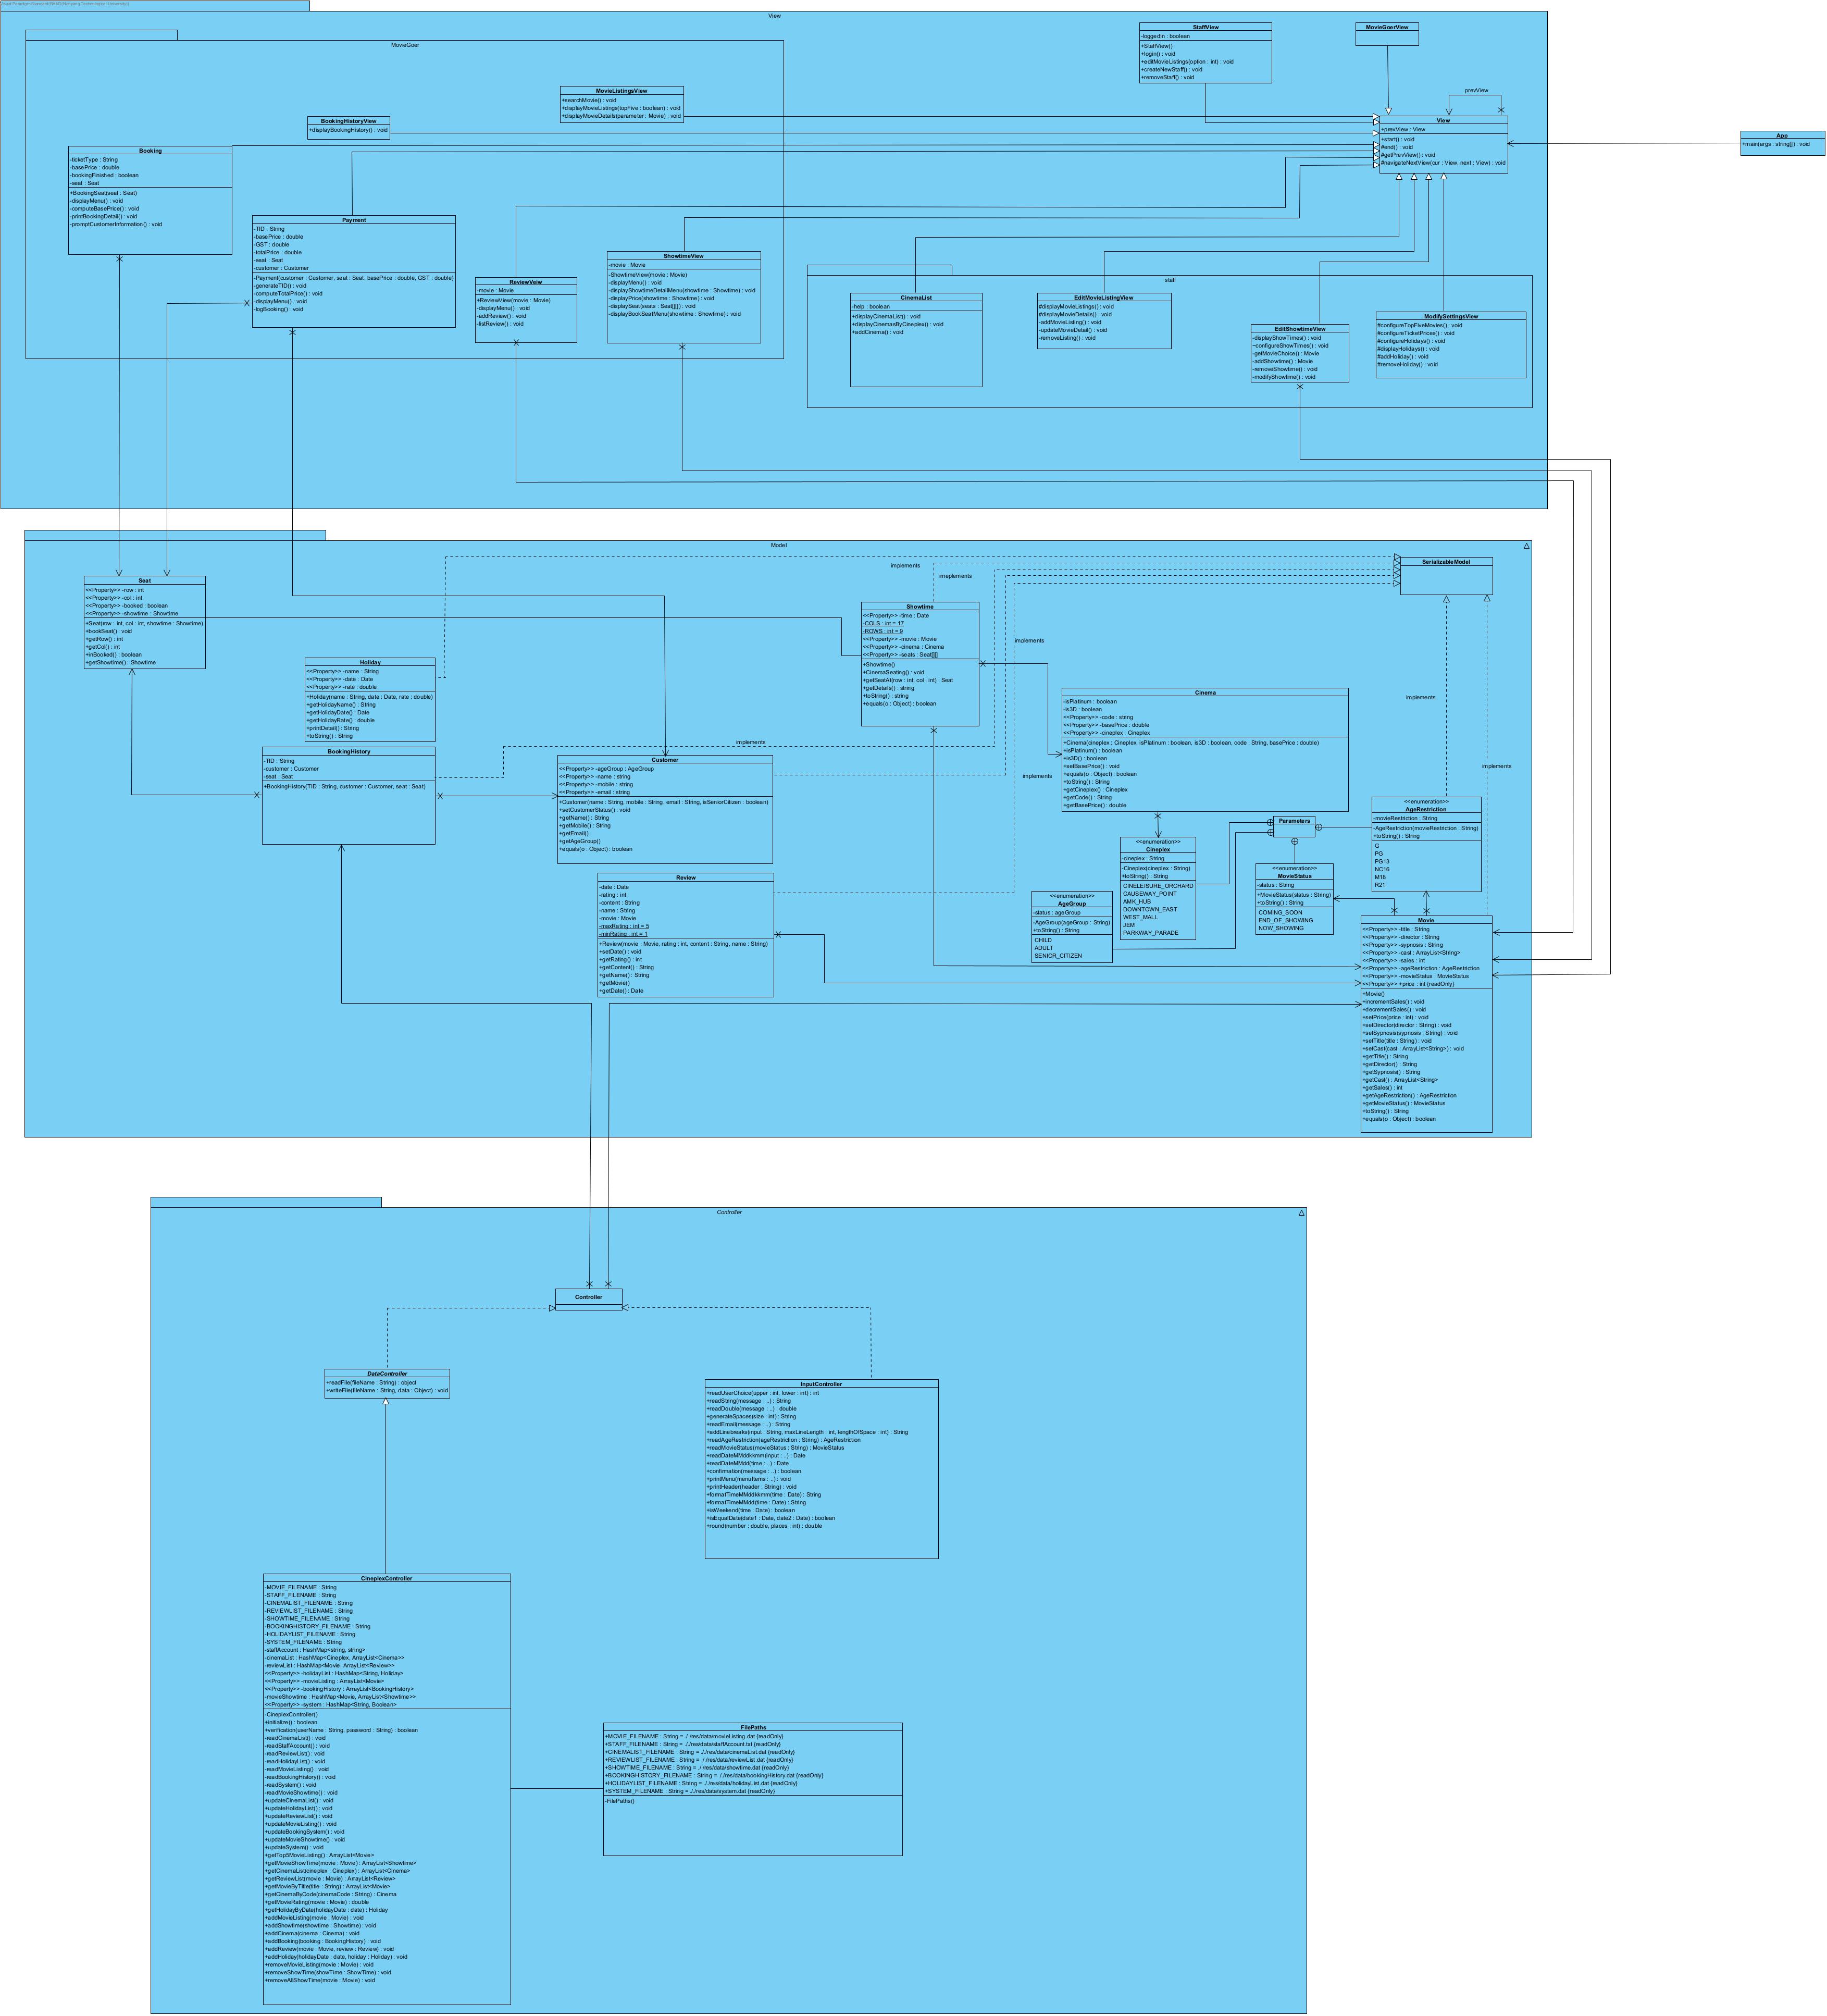 View
MovieGoer
StaffView
-loggedIn : boolean
+StaffView()
+login() : void
+editMovieListings(option : int) : void
+createNewStaff() : void
+removeStaff() : void
MovieGoerView
prevView
View
+prevView : View
+start() : void
#end() : void
#getPrevView() : void
#navigateNextView(cur : View, next : View) : void
App
+main(args : string[]) : void
MovieListingsView
+searchMovie() : void
+displayMovieListings(topFive : boolean) : void
+displayMovieDetails(parameter : Movie) : void
BookingHistoryView
+displayBookingHistory() : void
Booking
-ticketType : String
-basePrice : double
-bookingFinished : boolean
-seat : Seat
+BookingSeat(seat : Seat)
-displayMenu() : void
-computeBasePrice() : void
-printBookingDetail() : void
-promptCustomerInformation() : void
Payment
-TID : String
-basePrice : double
-GST : double
-totalPrice : double
-seat : Seat
-customer : Customer
-Payment(customer : Customer, seat : Seat, basePrice : double, GST : double)
-generateTID() : void
-computeTotalPrice() : void
-displayMenu() : void
-logBooking() : void
ReviewVeiw
-movie : Movie
+ReviewView(movie : Movie)
-displayMenu() : void
-addReview() : void
-listReview() : void
ShowtimeView
-movie : Movie
-ShowtimeView(movie : Movie)
-displayMenu() : void
-displayShowtimeDetailMenu(showtime : Showtime) : void
-displayPrice(showtime : Showtime) : void
-displaySeat(seats : Seat[][]) : void
-displayBookSeatMenu(showtime : Showtime) : void
staff
CinemaList
-help : boolean
+displayCinemaList() : void
+displayCinemasByCineplex() : void
+addCinema() : void
EditMovieListingView
#displayMovieListings() : void
#displayMovieDetails() : void
-addMovieListing() : void
-updateMovieDetail() : void
-removeListing() : void
EditShowtimeView
-displayShowTimes() : void
~configureShowTimes() : void
-getMovieChoice() : Movie
-addShowtime() : Movie
-removeShowtime() : void
-modifyShowtime() : void
ModifySettingsView
#configureTopFiveMovies() : void
#configureTicketPrices() : void
#configureHolidays() : void
#displayHolidays() : void
#addHoliday() : void
#removeHoliday() : void
Model
implements
imeplements
implements
implements
implements
implements
implements
SerializableModel
Seat
<<Property>> -row : int
<<Property>> -col : int
<<Property>> -booked : boolean
<<Property>> -showtime : Showtime
+Seat(row : int, col : int, showtime : Showtime)
+bookSeat() : void
+getRow() : int
+getCol() : int
+inBooked() : boolean
+getShowtime() : Showtime
Holiday
<<Property>> -name : String
<<Property>> -date : Date
<<Property>> -rate : double
+Holiday(name : String, date : Date, rate : double)
+getHolidayName() : String
+getHolidayDate() : Date
+getHolidayRate() : double
+printDetail() : String
+toString() : String
BookingHistory
-TID : String
-customer : Customer
-seat : Seat
+BookingHistory(TID : String, customer : Customer, seat : Seat)
Showtime
<<Property>> -time : Date
-COLS : int = 17
-ROWS : int = 9
<<Property>> -movie : Movie
<<Property>> -cinema : Cinema
<<Property>> -seats : Seat[][]
+Showtime()
+CinemaSeating() : void
+getSeatAt(row : int, col : int) : Seat
+getDetails() : string
+toString() : string
+equals(o : Object) : boolean
Customer
<<Property>> -ageGroup : AgeGroup
<<Property>> -name : string
<<Property>> -mobile : string
<<Property>> -email : string
+Customer(name : String, mobile : String, email : String, isSeniorCitizen : boolean)
+setCustomerStatus() : void
+getName() : String
+getMobile() : String
+getEmail()
+getAgeGroup()
+equals(o : Object) : boolean
Cinema
-isPlatinum : boolean
-is3D : boolean
<<Property>> -code : string
<<Property>> -basePrice : double
<<Property>> -cineplex : Cineplex
+Cinema(cineplex : Cineplex, isPlatinum : boolean, is3D : boolean, code : String, basePrice : double)
+isPlatinum() : boolean
+is3D() : boolean
+setBasePrice() : void
+equals(o : Object) : boolean
+toString() : String
+getCineplex() : Cineplex
+getCode() : String
+getBasePrice() : double
Parameters
<<enumeration>>
AgeRestriction
-movieRestriction : String
-AgeRestriction(movieRestriction : String)
+toString() : String
G
PG
PG13
NC16
M18
R21
<<enumeration>>
Cineplex
-cineplex : String
-Cineplex(cineplex : String)
+toString() : String
CINELEISURE_ORCHARD
CAUSEWAY_POINT
AMK_HUB
DOWNTOWN_EAST
WEST_MALL
JEM
PARKWAY_PARADE
<<enumeration>>
MovieStatus
-status : String
+MovieStatus(status : String)
+toString() : String
COMING_SOON
END_OF_SHOWING
NOW_SHOWING
<<enumeration>>
AgeGroup
-status : ageGroup
-AgeGroup(ageGroup : String)
+toString() : String
CHILD
ADULT
SENIOR_CITIZEN
Review
-date : Date
-rating : int
-content : String
-name : String
-movie : Movie
-maxRating : int = 5
-minRating : int = 1
+Review(movie : Movie, rating : int, content : String, name : String)
+setDate() : void
+getRating() : int
+getContent() : String
+getName() : String
+getMovie()
+getDate() : Date
Movie
<<Property>> -title : String
<<Property>> -director : String
<<Property>> -sypnosis : String
<<Property>> -cast : ArrayList<String>
<<Property>> -sales : int
<<Property>> -ageRestriction : AgeRestriction
<<Property>> -movieStatus : MovieStatus
<<Property>> +price : int {readOnly}
+Movie()
+incrementSales() : void
+decrementSales() : void
+setPrice(price : int) : void
+setDirector(director : String) : void
+setSypnosis(sypnosis : String) : void
+setTitle(title : String) : void
+setCast(cast : ArrayList<String>) : void
+getTitle() : String
+getDirector() : String
+getSypnosis() : String
+getCast() : ArrayList<String>
+getSales() : int
+getAgeRestriction() : AgeRestriction
+getMovieStatus() : MovieStatus
+toString() : String
+equals(o : Object) : boolean
Controller
Controller
DataController
+readFile(fileName : String) : object
+writeFile(fileName : String, data : Object) : void
InputController
+readUserChoice(upper : int, lower : int) : int
+readString(message : ..) : String
+readDouble(message : ..) : double
+generateSpaces(size : int) : String
+readEmail(message : ..) : String
+addLinebreaks(input : String, maxLineLength : int, lengthOfSpace : int) : String
+readAgeRestriction(ageRestriction : String) : AgeRestriction
+readMovieStatus(movieStatus : String) : MovieStatus
+readDateMMddkkmm(input : ..) : Date
+readDateMMdd(time : ..) : Date
+confirmation(message : ..) : boolean
+printMenu(menuItems : ..) : void
+printHeader(header : String) : void
+formatTimeMMddkkmm(time : Date) : String
+formatTimeMMdd(time : Date) : String
+isWeekend(time : Date) : boolean
+isEqualDate(date1 : Date, date2 : Date) : boolean
+round(number : double, places : int) : double
CineplexController
-MOVIE_FILENAME : String
-STAFF_FILENAME : String
-CINEMALIST_FILENAME : String
-REVIEWLIST_FILENAME : String
-SHOWTIME_FILENAME : String
-BOOKINGHISTORY_FILENAME : String
-HOLIDAYLIST_FILENAME : String
-SYSTEM_FILENAME : String
-staffAccount : HashMap<string, string>
-cinemaList : HashMap<Cineplex, ArrayList<Cinema>>
-reviewList : HashMap<Movie, ArrayList<Review>>
<<Property>> -holidayList : HashMap<String, Holiday>
<<Property>> -movieListing : ArrayList<Movie>
<<Property>> -bookingHistory : ArrayList<BookingHistory>
-movieShowtime : HashMap<Movie, ArrayList<Showtime>>
<<Property>> -system : HashMap<String, Boolean>
-CineplexController()
+initialize() : boolean
+verification(userName : String, password : String) : boolean
-readCinemaList() : void
-readStaffAccount() : void
-readReviewList() : void
-readHolidayList() : void
-readMovieListing() : void
-readBookingHistory() : void
-readSystem() : void
-readMovieShowtime() : void
+updateCinemaList() : void
+updateHolidayList() : void
+updateReviewList() : void
+updateMovieListing() : void
+updateBookingSystem() : void
+updateMovieShowtime() : void
+updateSystem() : void
+getTop5MovieListing() : ArrayList<Movie>
+getMovieShowTime(movie : Movie) : ArrayList<Showtime>
+getCinemaList(cineplex : Cineplex) : ArrayList<Cinema>
+getReviewList(movie : Movie) : ArrayList<Review>
+getMovieByTitle(title : String) : ArrayList<Movie>
+getCinemaByCode(cinemaCode : String) : Cinema
+getMovieRating(movie : Movie) : double
+getHolidayByDate(holidayDate : date) : Holiday
+addMovieListing(movie : Movie) : void
+addShowtime(showtime : Showtime) : void
+addCinema(cinema : Cinema) : void
+addBooking(booking : BookingHistory) : void
+addReview(movie : Movie, review : Review) : void
+addHoliday(holidayDate : date, holiday : Holiday) : void
+removeMovieListing(movie : Movie) : void
+removeShowTime(showTime : ShowTime) : void
+removeAllShowTime(movie : Movie) : void
FilePaths
+MOVIE_FILENAME : String = ././res/data/movieListing.dat {readOnly}
+STAFF_FILENAME : String = ././res/data/staffAccount.txt {readOnly}
+CINEMALIST_FILENAME : String = ././res/data/cinemaList.dat {readOnly}
+REVIEWLIST_FILENAME : String = ././res/data/reviewList.dat {readOnly}
+SHOWTIME_FILENAME : String = ././res/data/showtime.dat {readOnly}
+BOOKINGHISTORY_FILENAME : String = ././res/data/bookingHistory.dat {readOnly}
+HOLIDAYLIST_FILENAME : String = ././res/data/holidayList.dat {readOnly}
+SYSTEM_FILENAME : String = ././res/data/system.dat {readOnly}
-FilePaths()